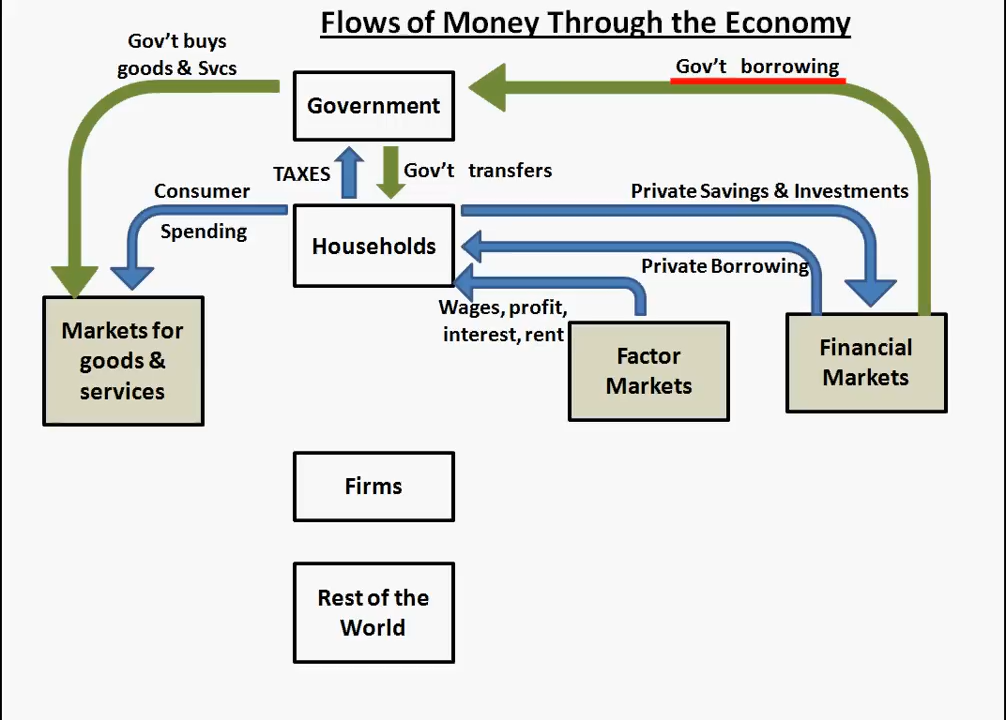 Flows of Money Through the Economy
Gov't buys
goods & Svcs
Gov't borrowing
Government
TAXES
Gov't transfers
Consumer
Spending
Private Savings & Investments
Households
Private Borrowing
Wages, profit,
interest, rent
Markets for
goods &
services
Factor
Markets
Financial
Markets
Firms
Rest of the
World